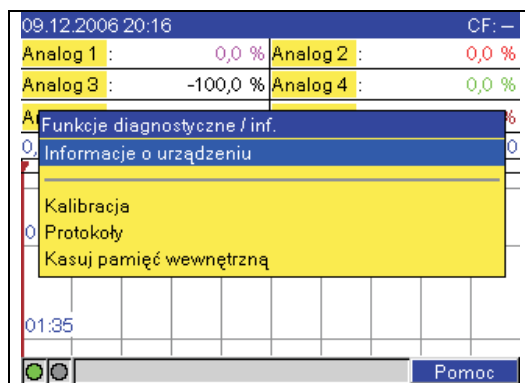 09.12.2006 20:16 CF: –
Analog 1 : 0,0 % Analog 2 : 0,0 %
Analog 3 : -100,0 % Analog 4 : 0,0 %
%
Funkcje diagnostyczne / inf.
Informacje o urządzeniu
Kalibracja
Protokoły
Kasuj pamięć wewnętrzną
01:35
Pomoc